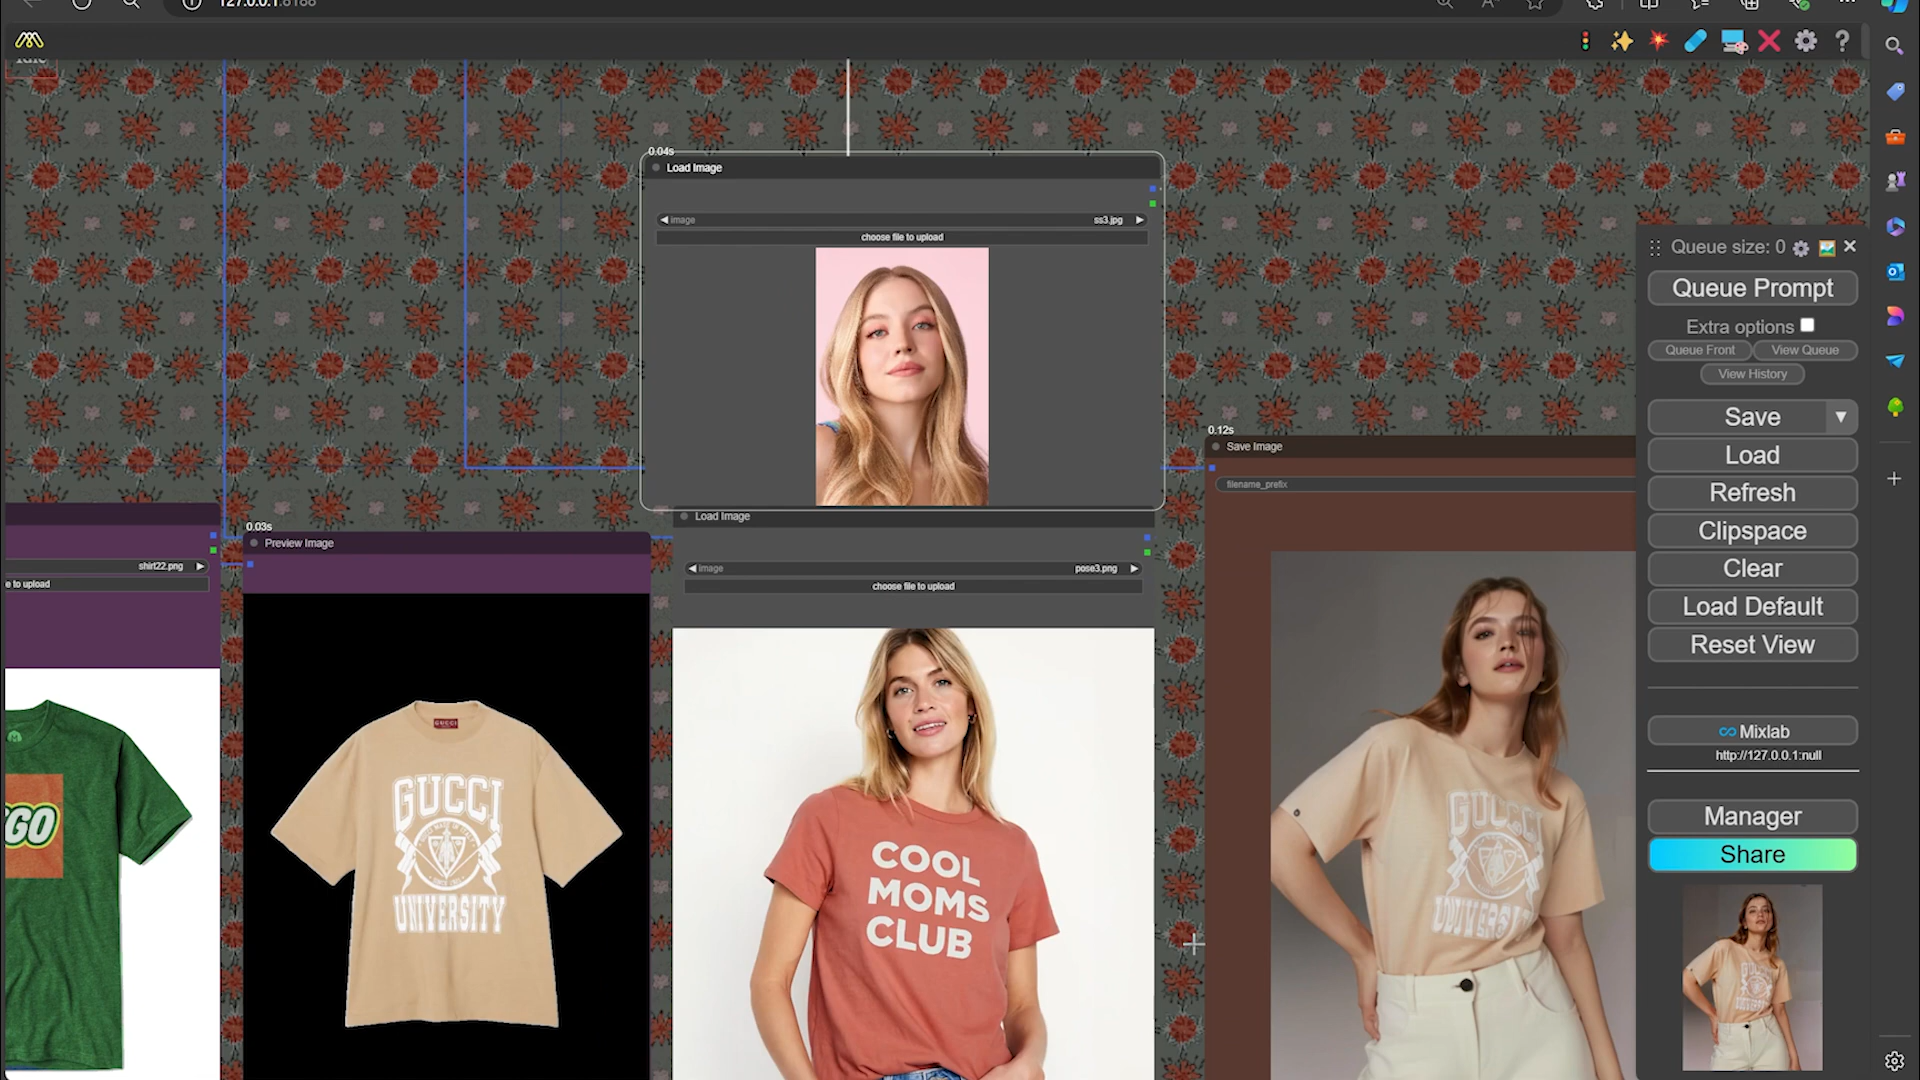 127.0.0.1:8188
Idle
0.04s
Load Image
image
ss3.jpg
choose file to upload
Queue size: 0
Queue Prompt
Extra options
Queue Front
View Queue
View History
Save
Load
Refresh
Clipspace
Clear
Load Default
Reset View
Mixlab
http://127.0.0.1:null
Manager
Share
0.12s
Save Image
filename_prefix
Load Image
image
pose3.png
choose file to upload
0.03s
Preview Image
shirt22.png
e to upload
GO
GUCCI
GUCCI
UNIVERSITY
COOL
MOMS
CLUB
GUCCI
UNIVERSIT